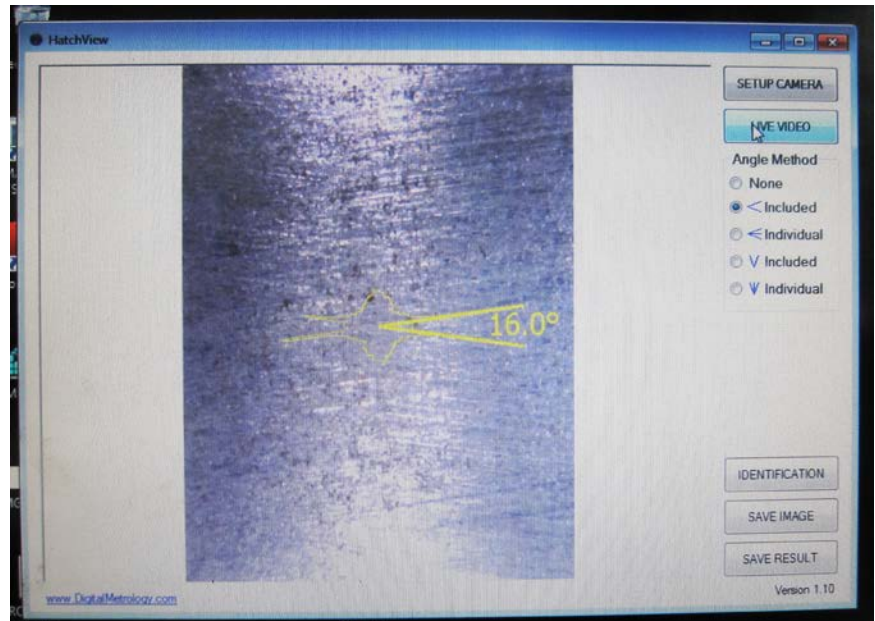 HatchView
SETUP CAMERA
LIVE VIDEO
Angle Method
None
< Included
Individual
V Included
Individual
16.0°
IDENTIFICATION
SAVE IMAGE
SAVE RESULT
www.DigitalMetrology.com
Version 1.10